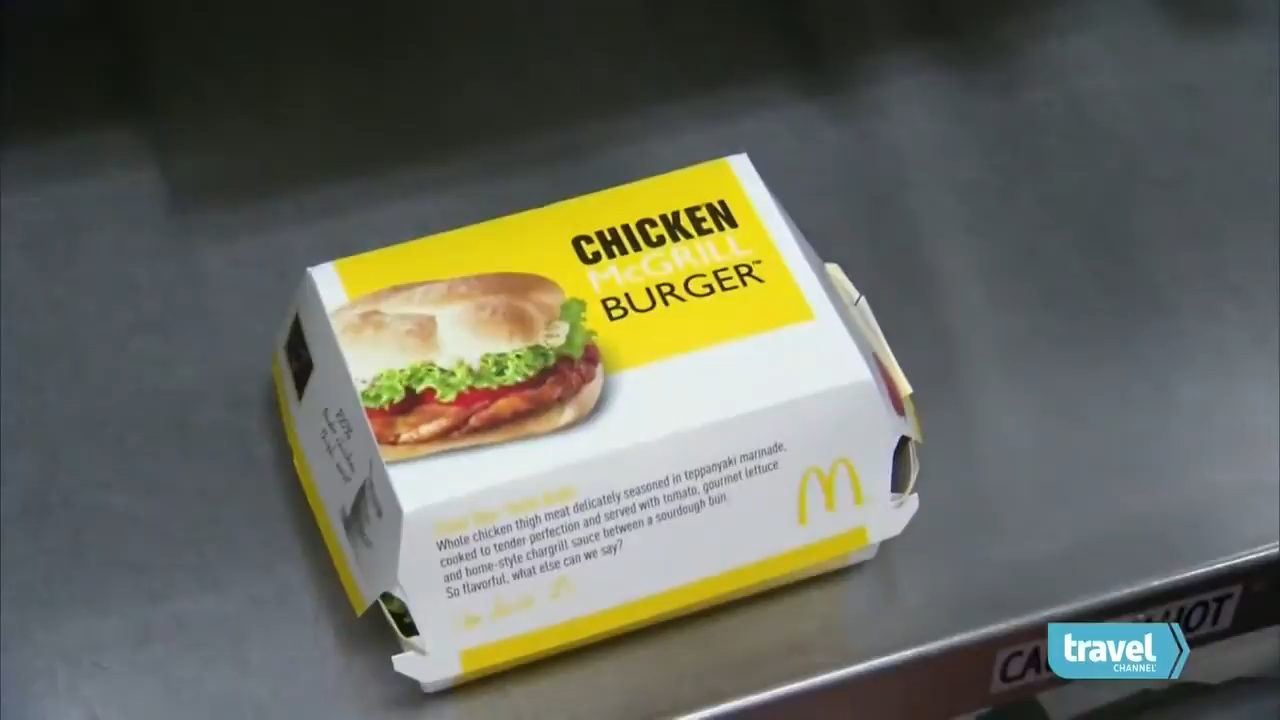 CHICKEN
McGRILL
BURGER™
Whole chicken thigh meat delicately seasoned in teppanyaki marinade,
cooked to tender perfection and served with tomato, gourmet lettuce
and home-style chargrill sauce between a sourdough bun.
So flavorful, what else can we say?
100%
HOT
travel
CHANNEL